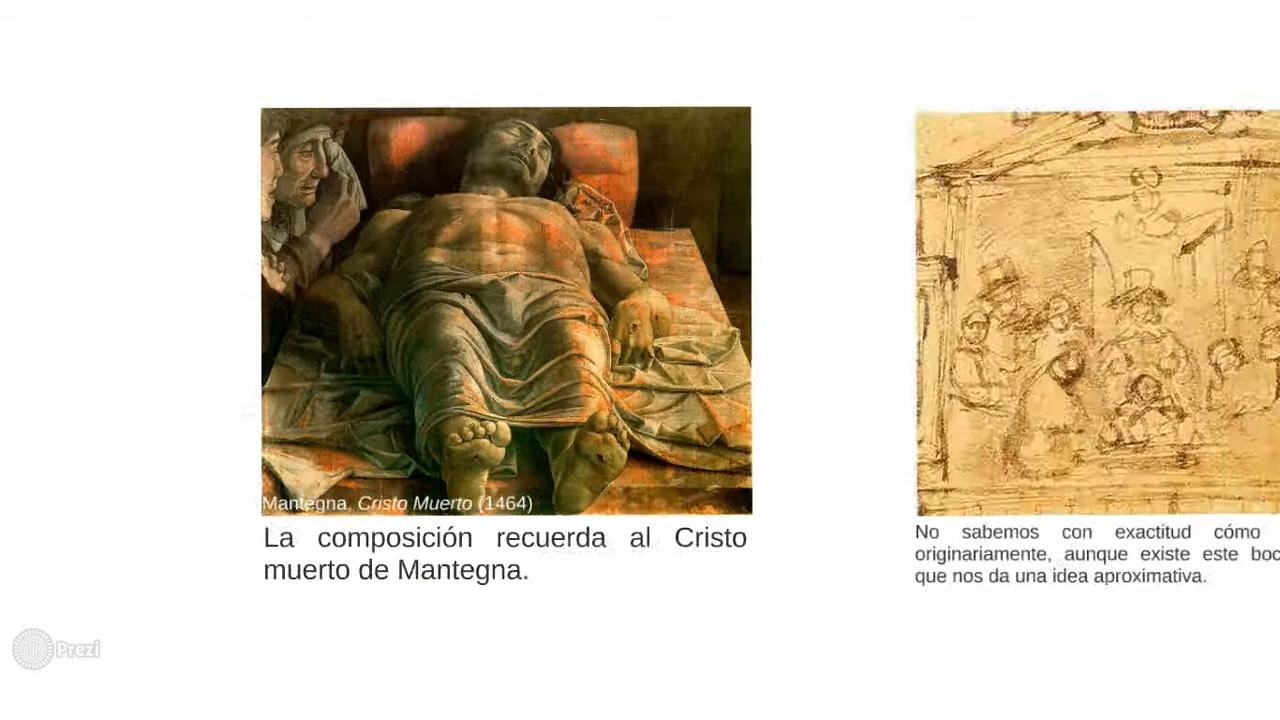 Mantegna. Cristo Muerto (1464)
La composición recuerda al Cristo
muerto de Mantegna.
No sabemos con exactitud cómo
originariamente, aunque existe este boc
que nos da una idea aproximativa.
Prezi